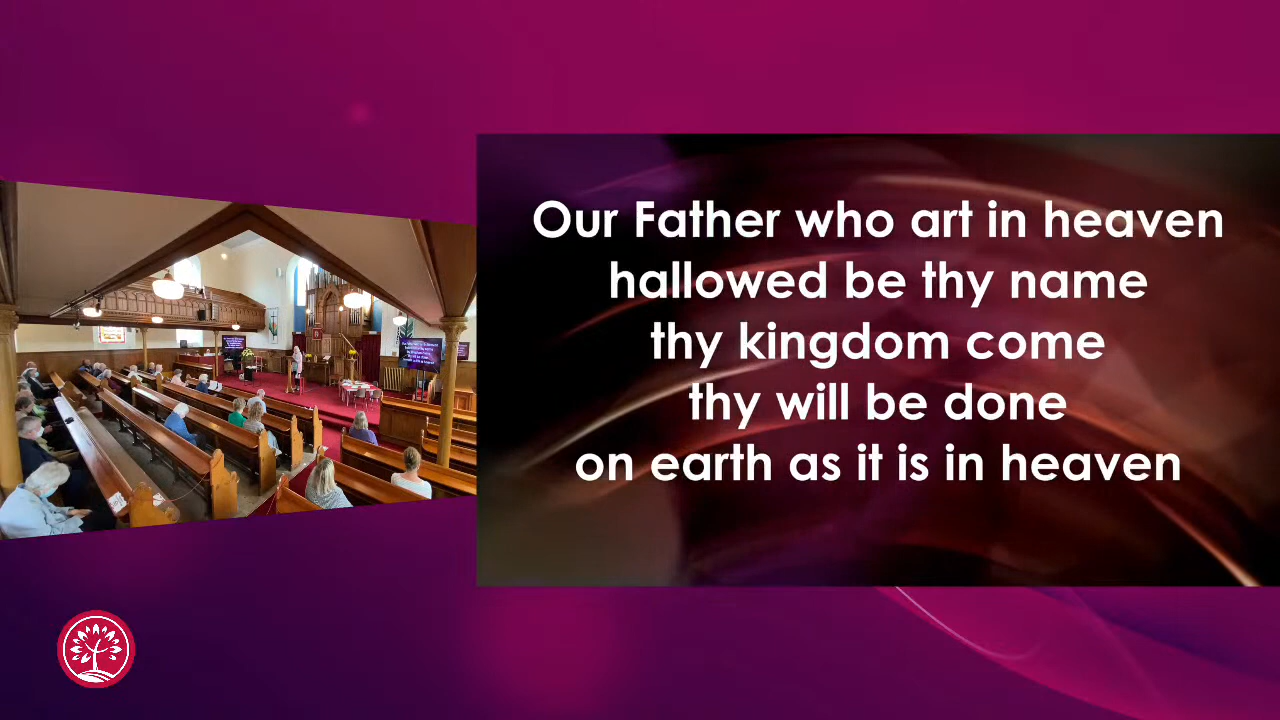 Our Father who art in heaven
hallowed be thy name
thy kingdom come
thy will be done
on earth as it is in heaven